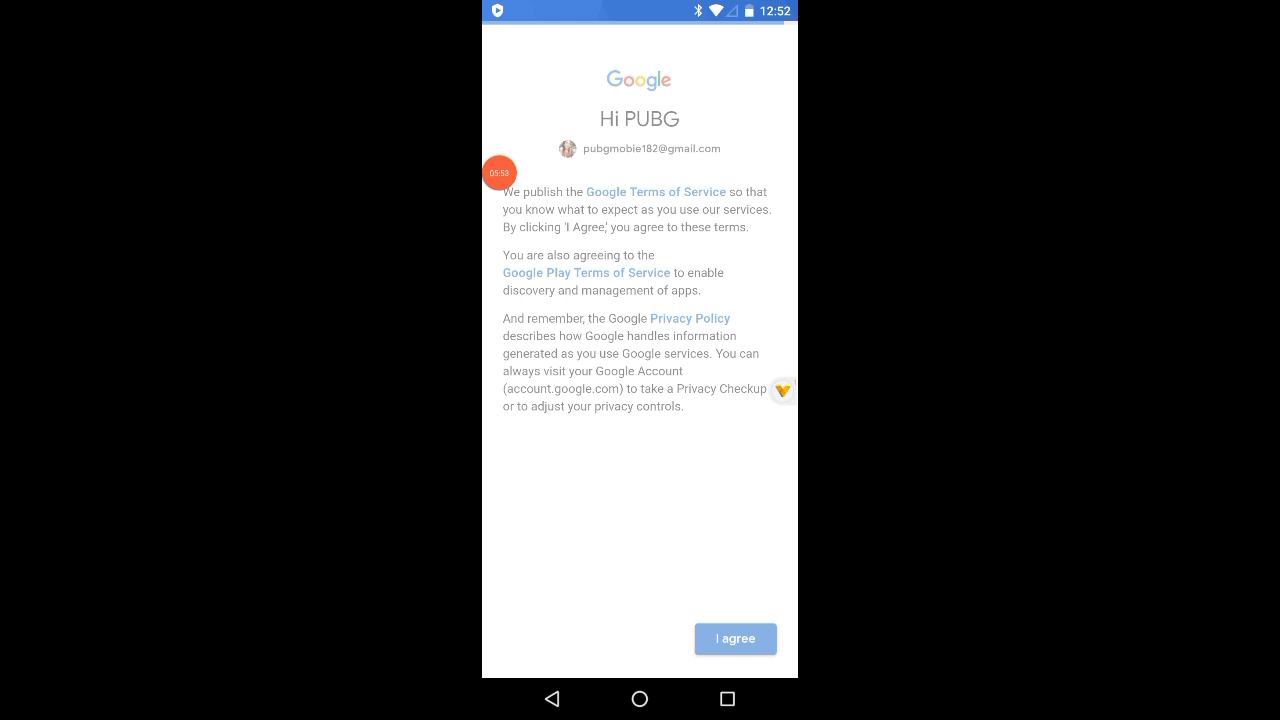 12:52
Google
Hi PUBG
pubgmobie182@gmail.com
05:53
We publish the Google Terms of Service so that
you know what to expect as you use our services.
By clicking 'I Agree,' you agree to these terms.
You are also agreeing to the
Google Play Terms of Service to enable
discovery and management of apps.
And remember, the Google Privacy Policy
describes how Google handles information
generated as you use Google services. You can
always visit your Google Account
(account.google.com) to take a Privacy Checkup
or to adjust your privacy controls.
I agree